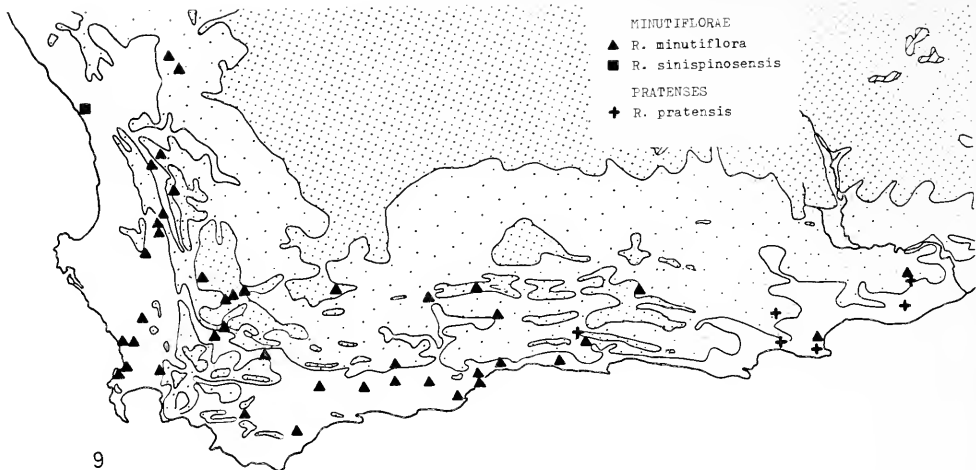 MINUTIFLORAE
▲ R. minutiflora
■ R. sinispinosensis
PRATENSES
+ R. pratensis
9